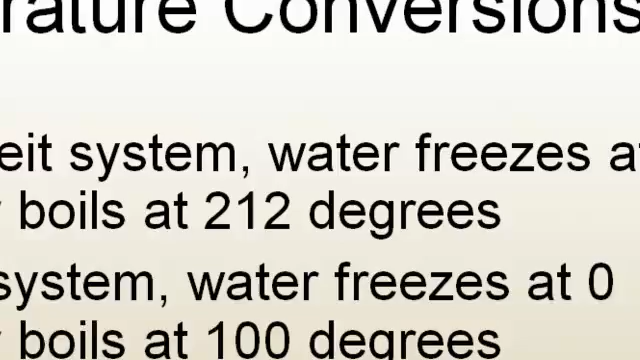 rature Conversions
eit system, water freezes at
boils at 212 degrees
system, water freezes at 0
boils at 100 degrees